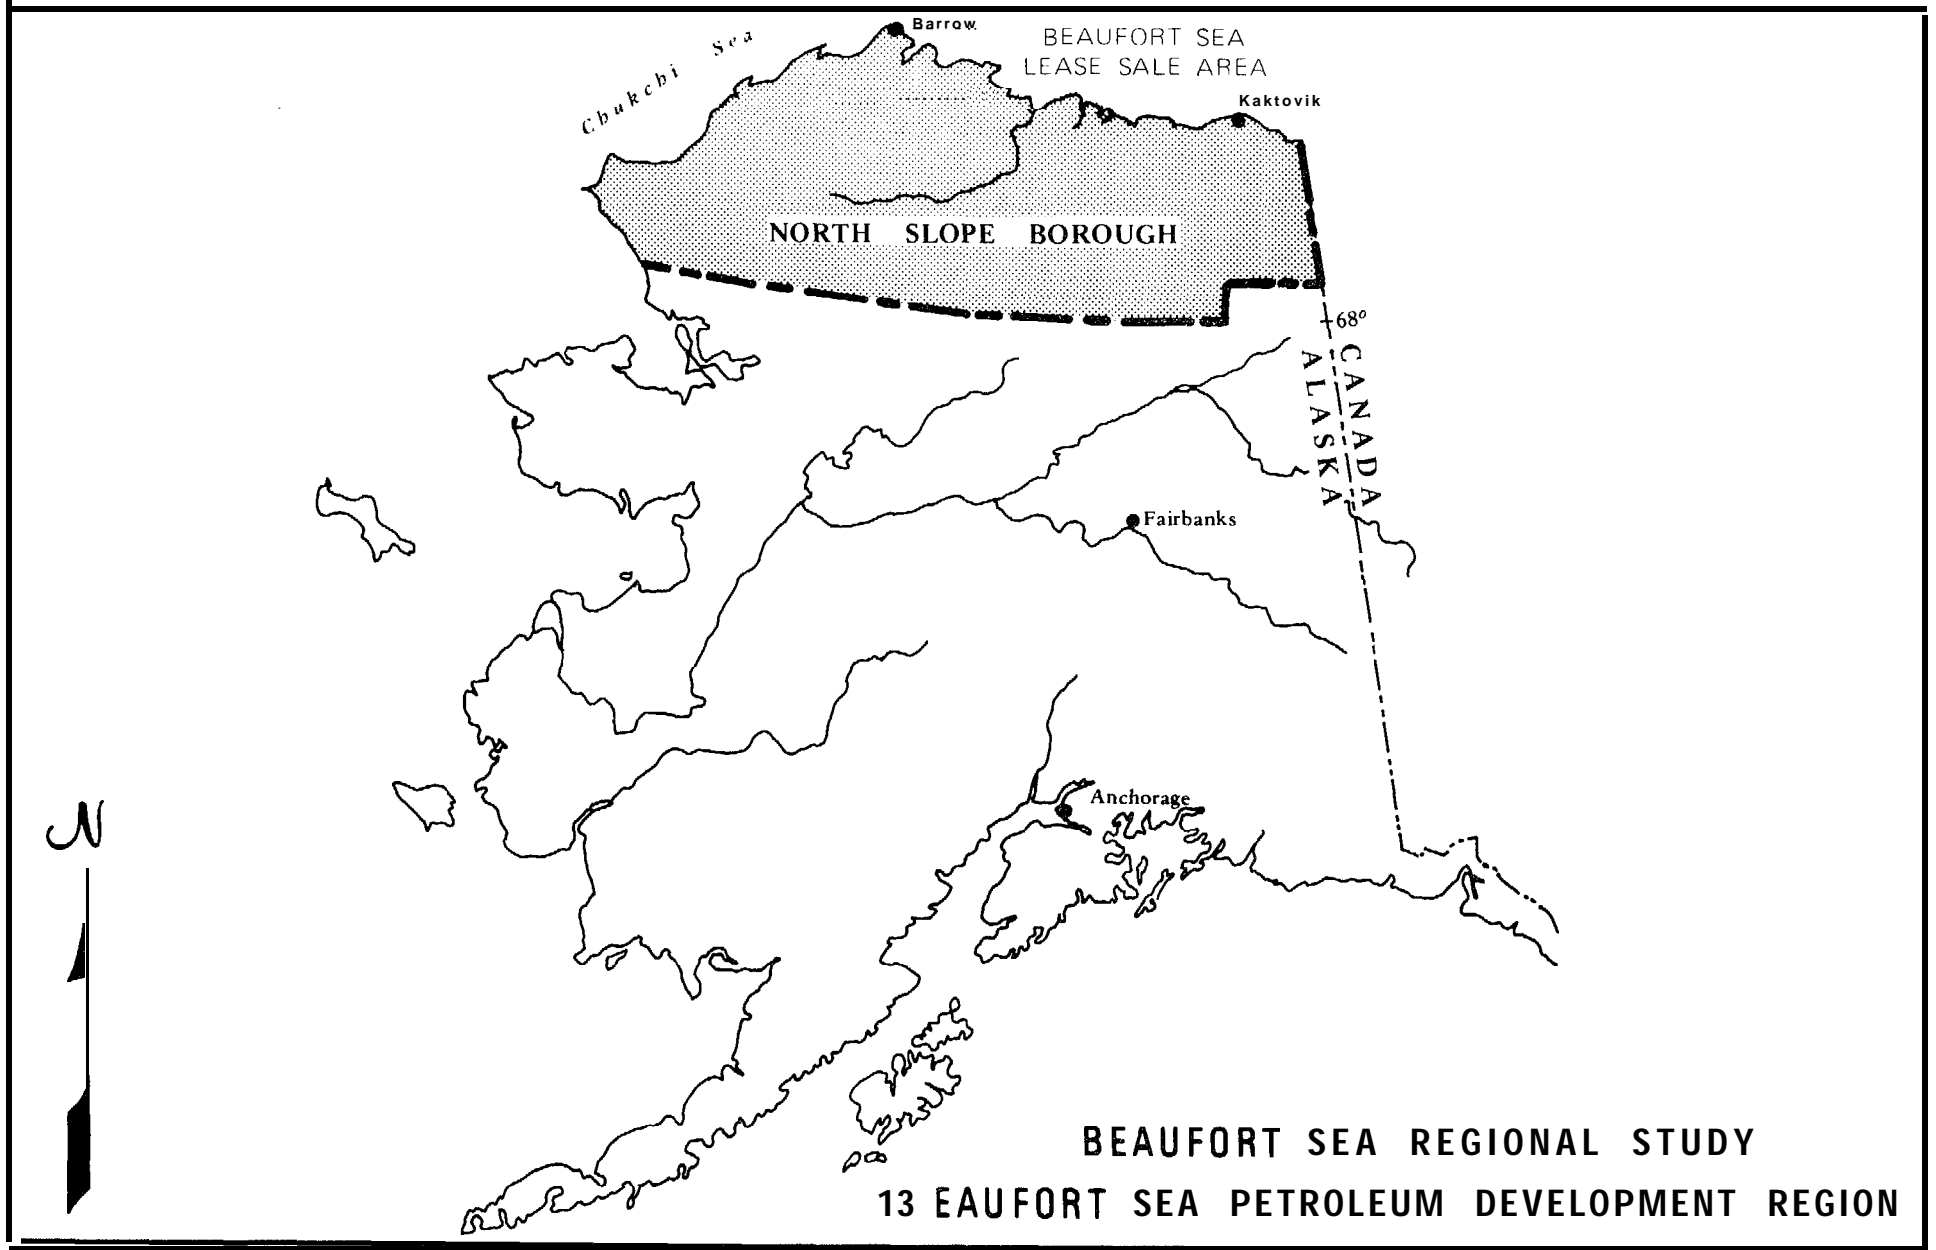 Barrow
Chukchi Sea
BEAUFORT SEA
LEASE SALE AREA
Kaktovik
NORTH SLOPE BOROUGH
68º
CANADA
ALASKA
Fairbanks
Anchorage
N
BEAUFORT SEA REGIONAL STUDY
13 EAUFORT SEA PETROLEUM DEVELOPMENT REGION